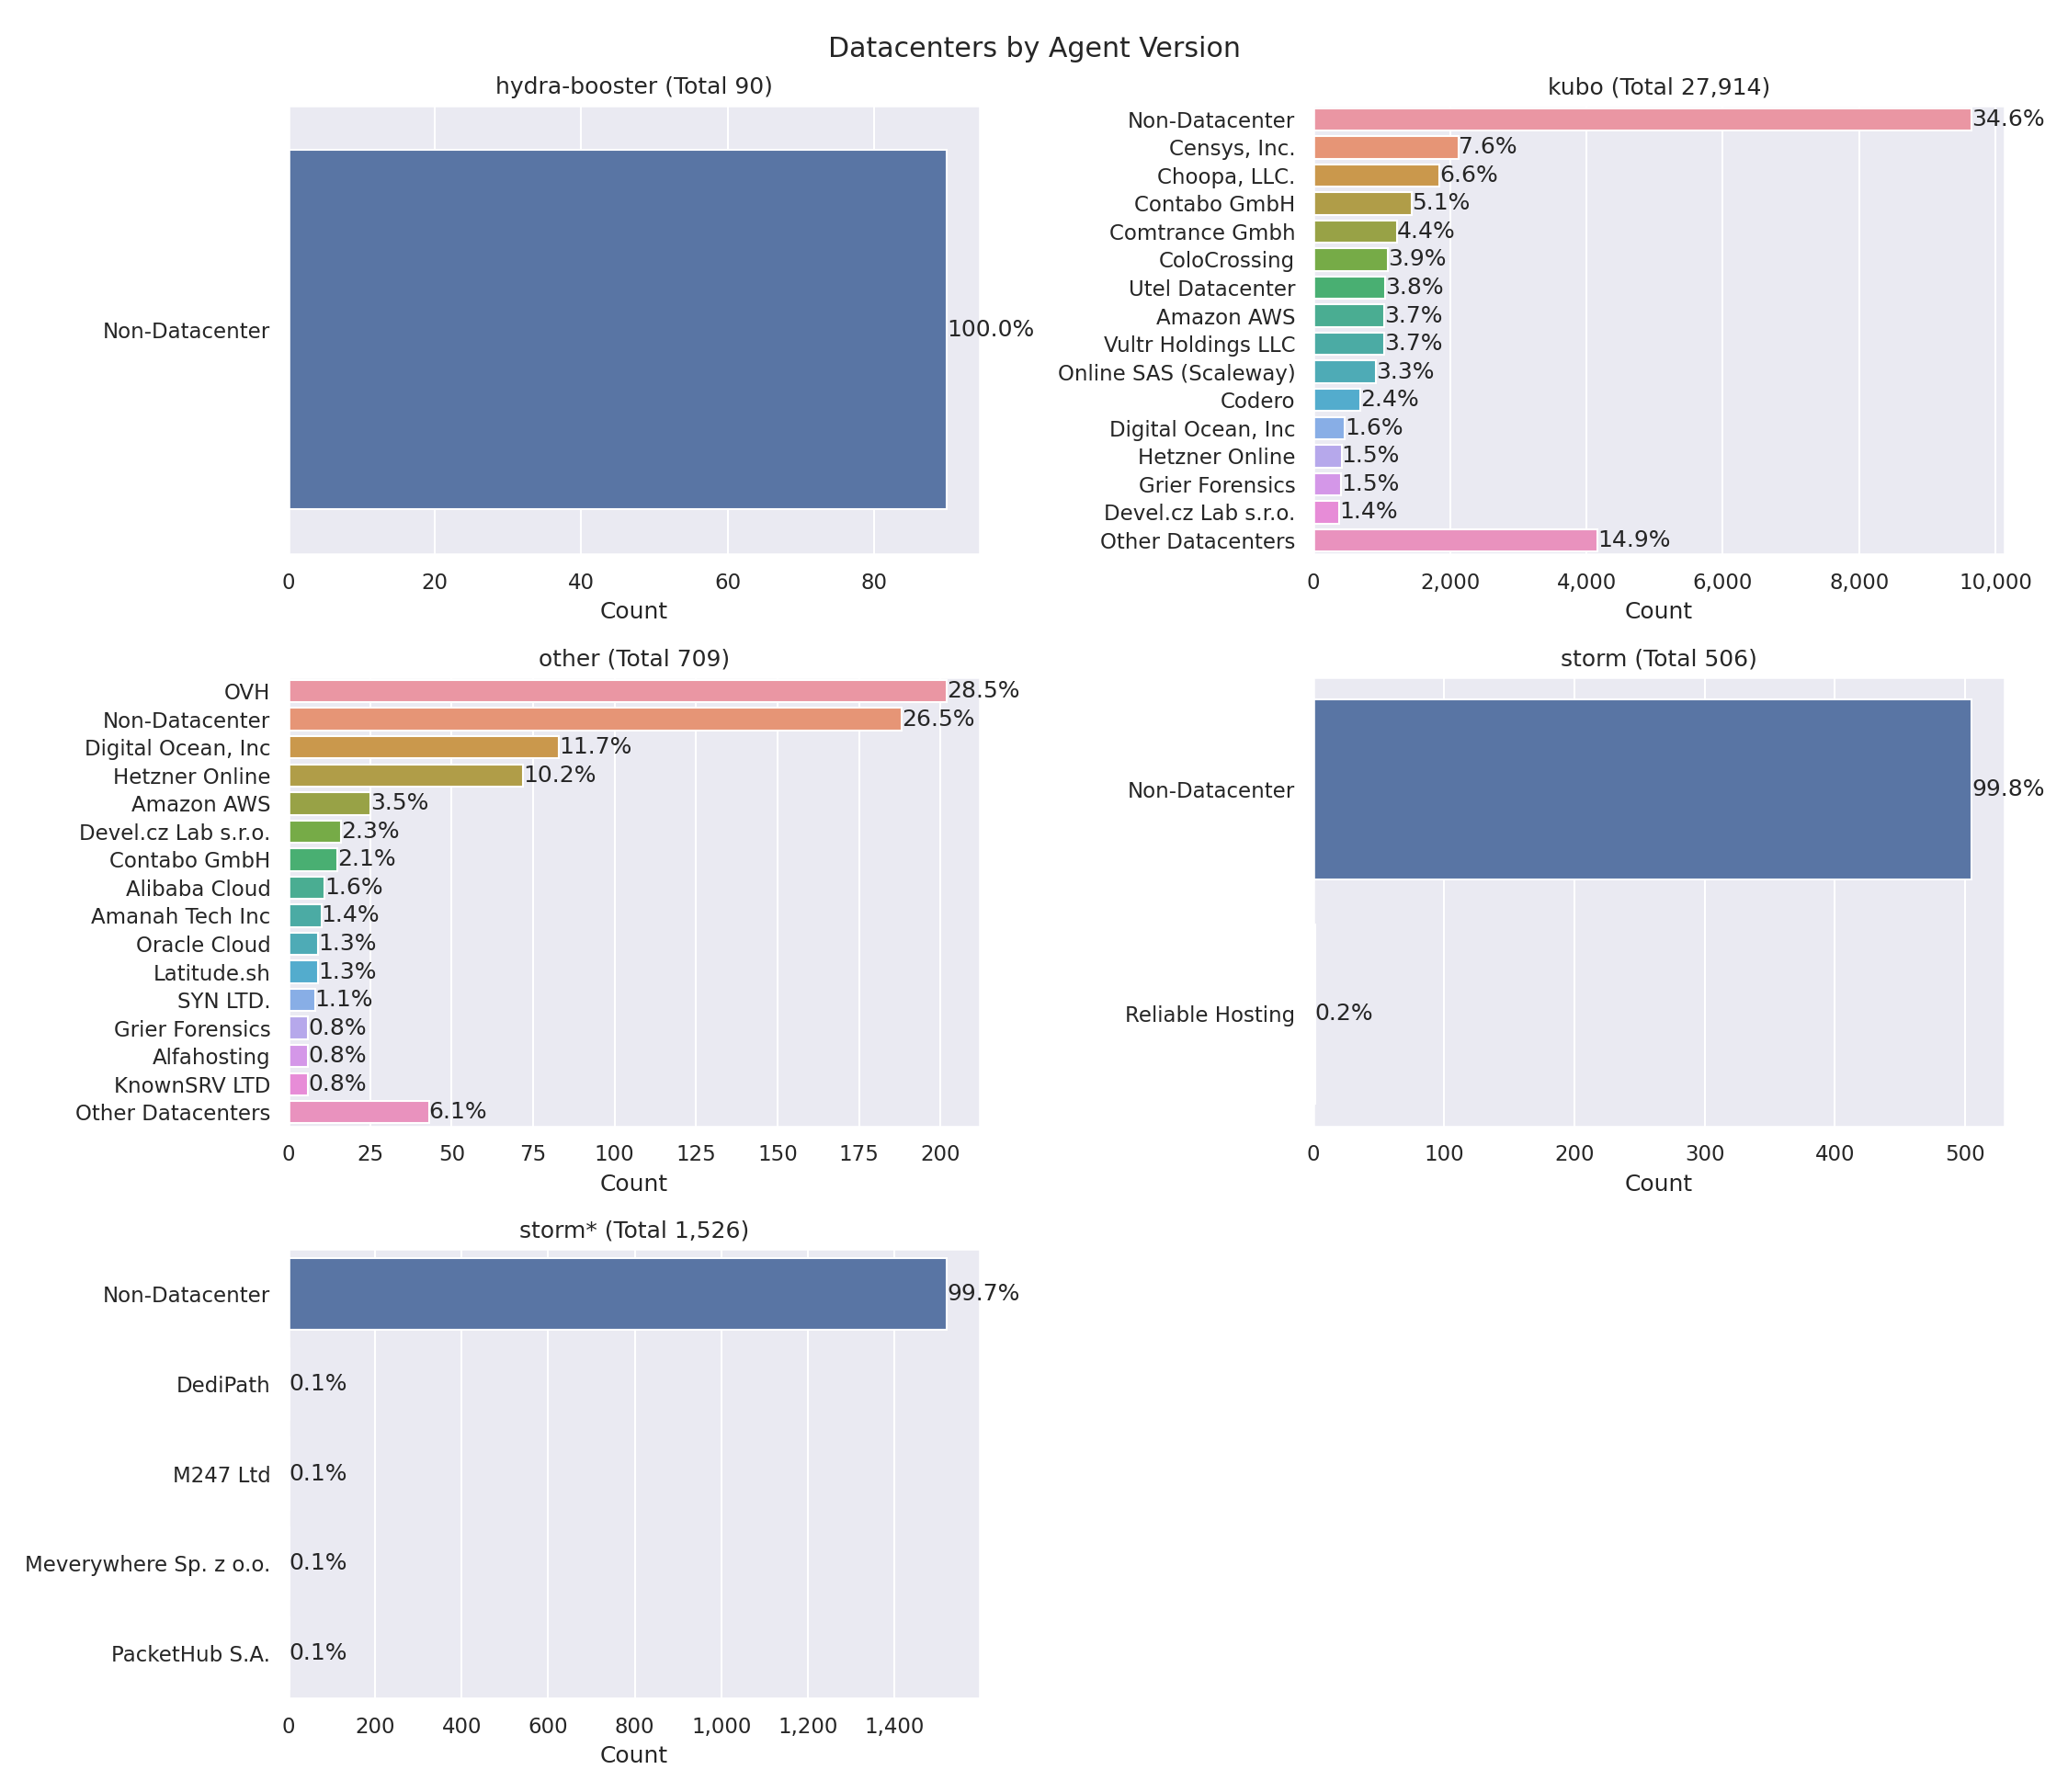 Datacenters by Agent Version
hydra-booster (Total 90)
Non-Datacenter
100.0%
0 20 40 60 80
Count
kubo (Total 27,914)
Non-Datacenter 34.6%
Censys, Inc. 7.6%
Choopa, LLC. 6.6%
Contabo GmbH 5.1%
Comtrance Gmbh 4.4%
ColoCrossing 3.9%
Utel Datacenter 3.8%
Amazon AWS 3.7%
Vultr Holdings LLC 3.7%
Online SAS (Scaleway) 3.3%
Codero 2.4%
Digital Ocean, Inc 1.6%
Hetzner Online 1.5%
Grier Forensics 1.5%
Devel.cz Lab s.r.o. 1.4%
Other Datacenters 14.9%
0 2,000 4,000 6,000 8,000 10,000
Count
other (Total 709)
OVH 28.5%
Non-Datacenter 26.5%
Digital Ocean, Inc 11.7%
Hetzner Online 10.2%
Amazon AWS 3.5%
Devel.cz Lab s.r.o. 2.3%
Contabo GmbH 2.1%
Alibaba Cloud 1.6%
Amanah Tech Inc 1.4%
Oracle Cloud 1.3%
Latitude.sh 1.3%
SYN LTD. 1.1%
Grier Forensics 0.8%
Alfahosting 0.8%
KnownSRV LTD 0.8%
Other Datacenters 6.1%
0 25 50 75 100 125 150 175 200
Count
storm (Total 506)
Non-Datacenter 99.8%
Reliable Hosting 0.2%
0 100 200 300 400 500
Count
storm* (Total 1,526)
Non-Datacenter 99.7%
DediPath 0.1%
M247 Ltd 0.1%
Meverywhere Sp. z o.o. 0.1%
PacketHub S.A. 0.1%
0 200 400 600 800 1,000 1,200 1,400
Count